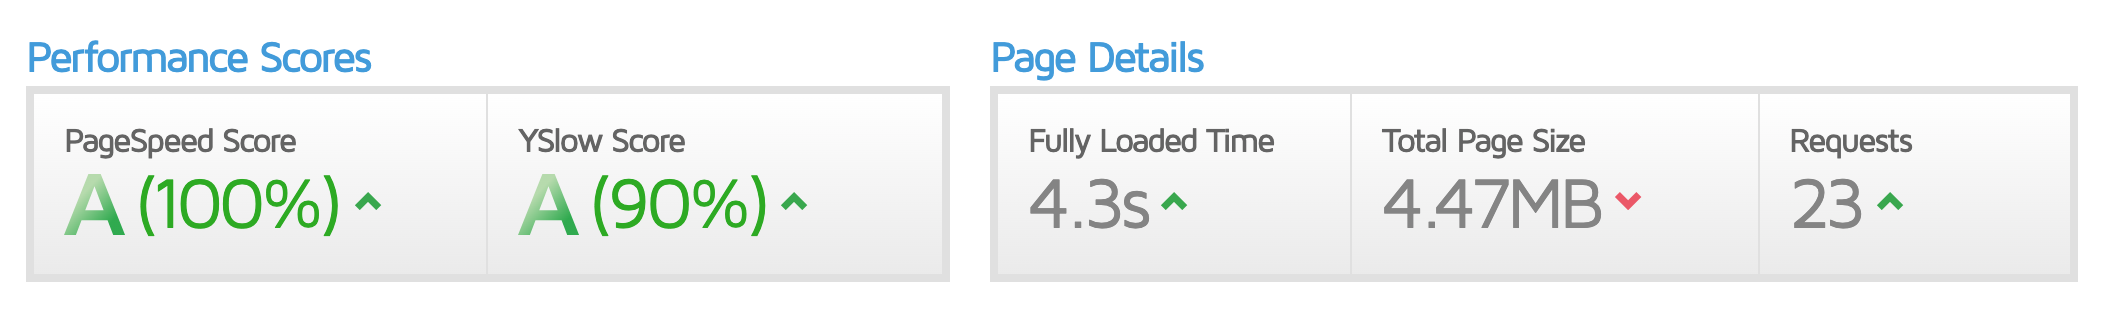 Performance Scores
PageSpeed Score
A (100%)
YSlow Score
A (90%)
Page Details
Fully Loaded Time
4.3s
Total Page Size
4.47MB
Requests
23